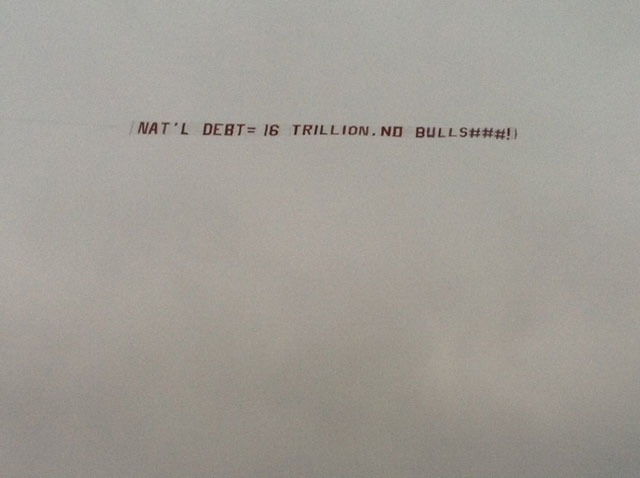 NAT'L DEBT= 16 TRILLION. NO BULLS###!